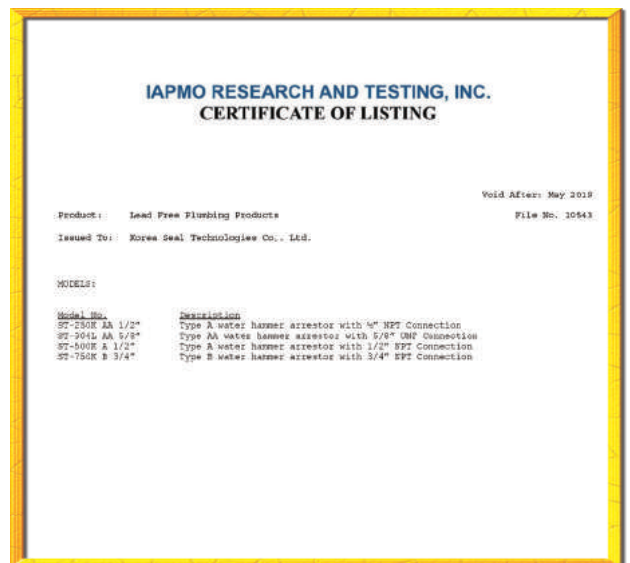 IAPMO RESEARCH AND TESTING, INC.
CERTIFICATE OF LISTING
Void After: May 2019
Product: Lead Free Plumbing Products File No. 10543
Issued To: Korea Seal Technologies Co,. Ltd.
MODELS:
Model No. Description
ST-250K AA 1/2" Type A water hammer arrestor with ½" NPT Connection
ST-304L AA 5/8" Type AA water hammer arrestor with 5/8" UNF Connection
ST-500K A 1/2" Type A water hammer arrestor with 1/2" NPT Connection
ST-750K B 3/4" Type B water hammer arrestor with 3/4" NPT Connection